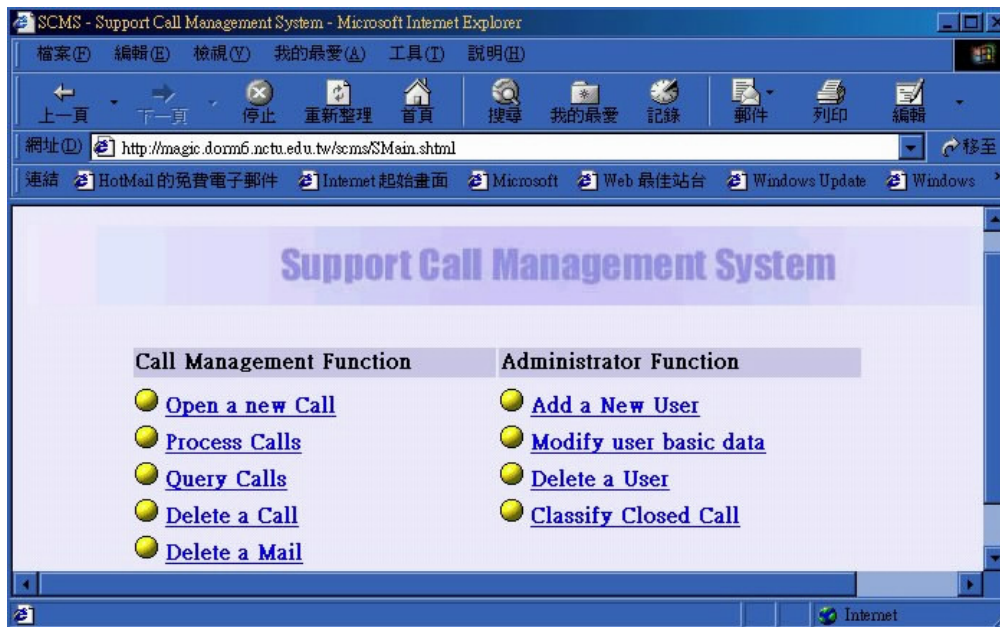 SCMS - Support Call Management System - Microsoft Internet Explorer
檔案(F) 編輯(E) 檢視(V) 我的最愛(A) 工具(T) 說明(H)
上一頁 下一頁 停止 重新整理 首頁 搜尋 我的最愛 記錄 郵件 列印 編輯
網址(D) http://magic.dorm6.nctu.edu.tw/scms/SMain.shtml 移至
連結 HotMail 的免費電子郵件 Internet 起始畫面 Microsoft Web 最佳站台 Windows Update Windows
Support Call Management System
Call Management Function Administrator Function
Open a new Call Add a New User
Process Calls Modify user basic data
Query Calls Delete a User
Delete a Call Classify Closed Call
Delete a Mail
Internet